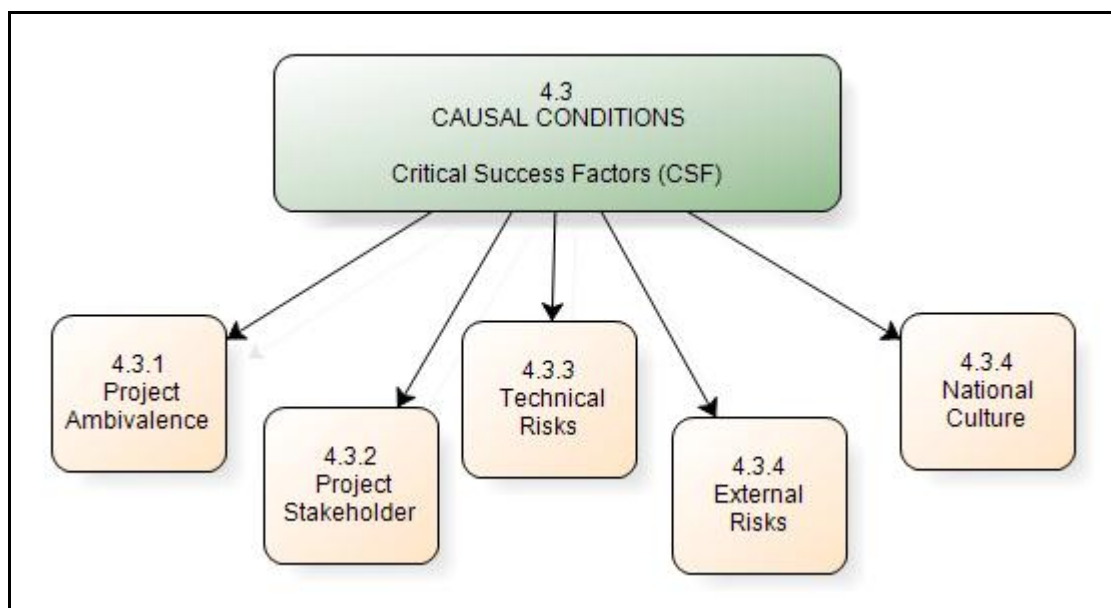 4.3
CAUSAL CONDITIONS
Critical Success Factors (CSF)
4.3.1
Project
Ambivalence
4.3.2
Project
Stakeholder
4.3.3
Technical
Risks
4.3.4
External
Risks
4.3.4
National
Culture